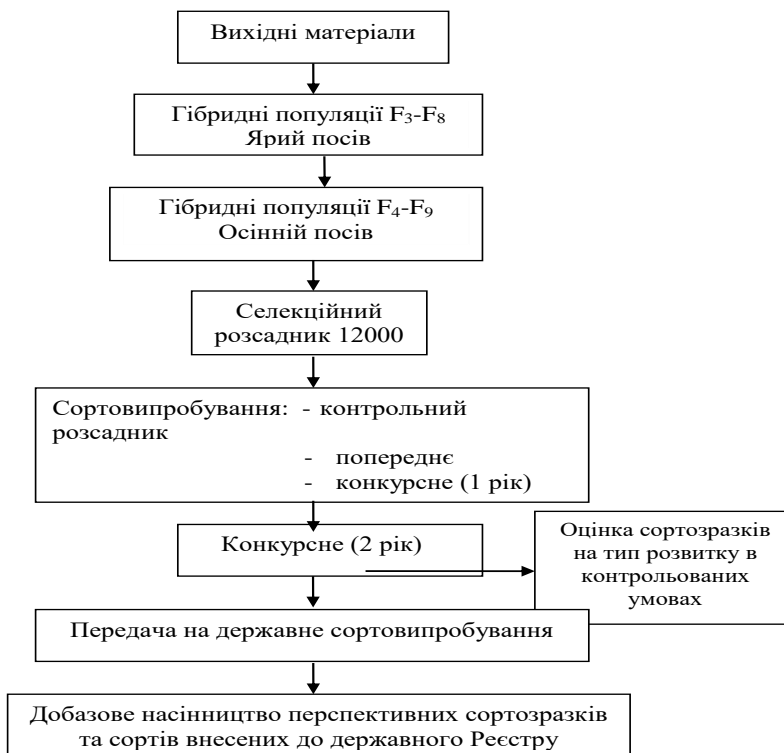 Вихідні матеріали
Гібридні популяції F₃-F₈
Ярий посів
Гібридні популяції F₄-F₉
Осінній посів
Селекційний
розсадник 12000
Сортовипробування: - контрольний
розсадник
- попереднє
- конкурсне (1 рік)
Конкурсне (2 рік)
Оцінка сортозразків
на тип розвитку в
контрольованих
умовах
Передача на державне сортовипробування
Добазове насінництво перспективних сортозразків
та сортів внесених до державного Реєстру